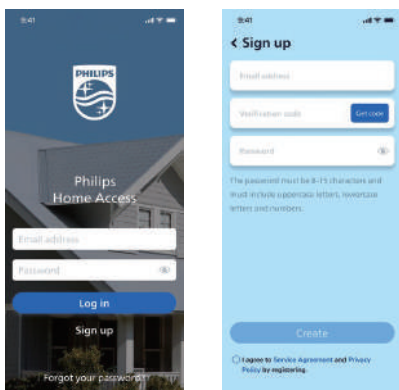 9:41
PHILIPS
Philips
Home Access
Email address
Password
Log in
Sign up
Forgot your password?
9:41
Sign up
Email address
Verification code
Get code
Password
The password must be 8-15 characters and
must include uppercase letters, lowercase
letters and numbers.
Create
I agree to Service Agreement and Privacy
Policy by registering.